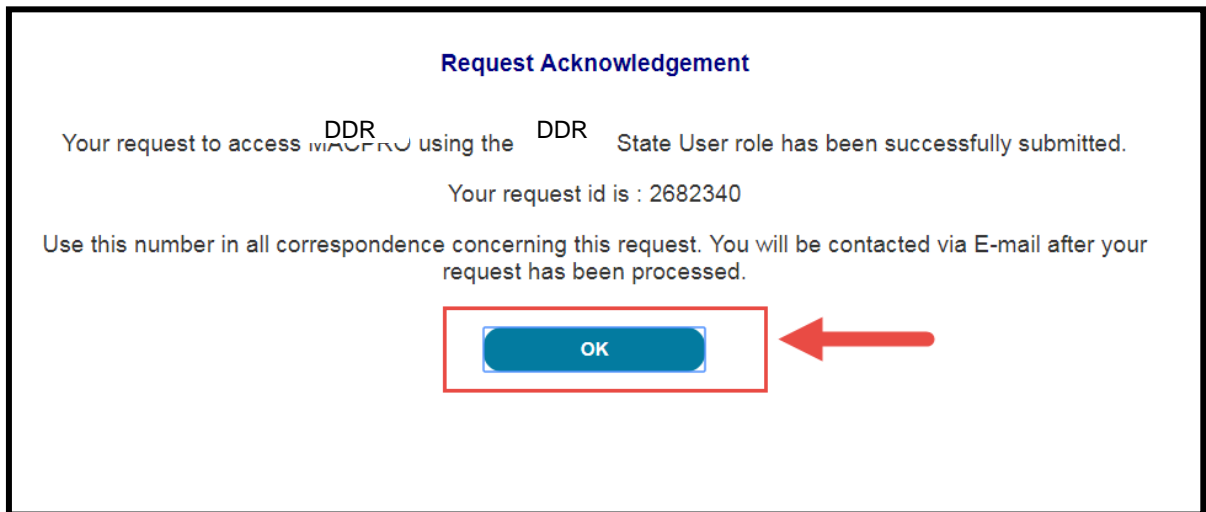 Request Acknowledgement
Your request to access DDR using the DDR State User role has been successfully submitted.
Your request id is : 2682340
Use this number in all correspondence concerning this request. You will be contacted via E-mail after your
request has been processed.
OK